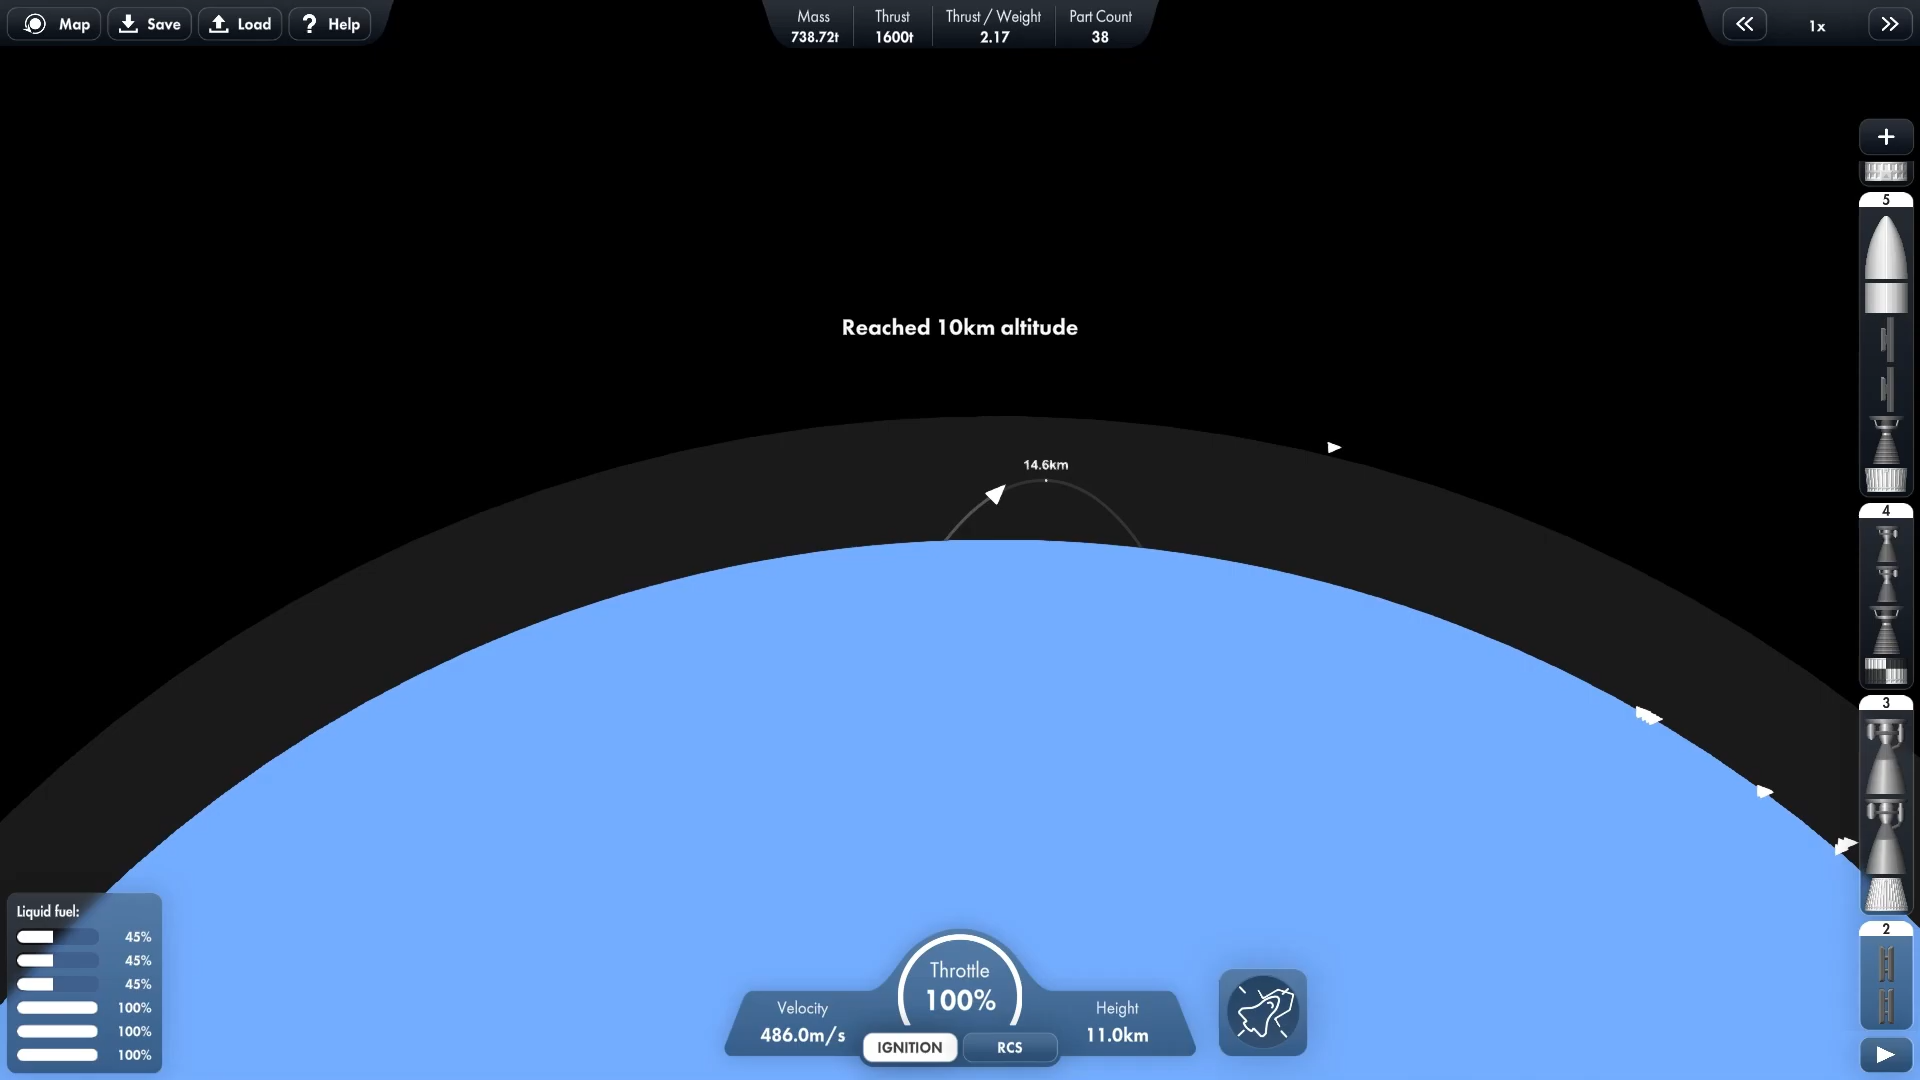 Map Save Load Help
Mass Thrust Thrust / Weight Part Count
738.72t 1600t 2.17 38
1x
5
Reached 10km altitude
14.6km
4
3
2
Liquid fuel:
45%
45%
45%
100%
100%
100%
Throttle
100%
Velocity
486.0m/s
Height
11.0km
IGNITION RCS